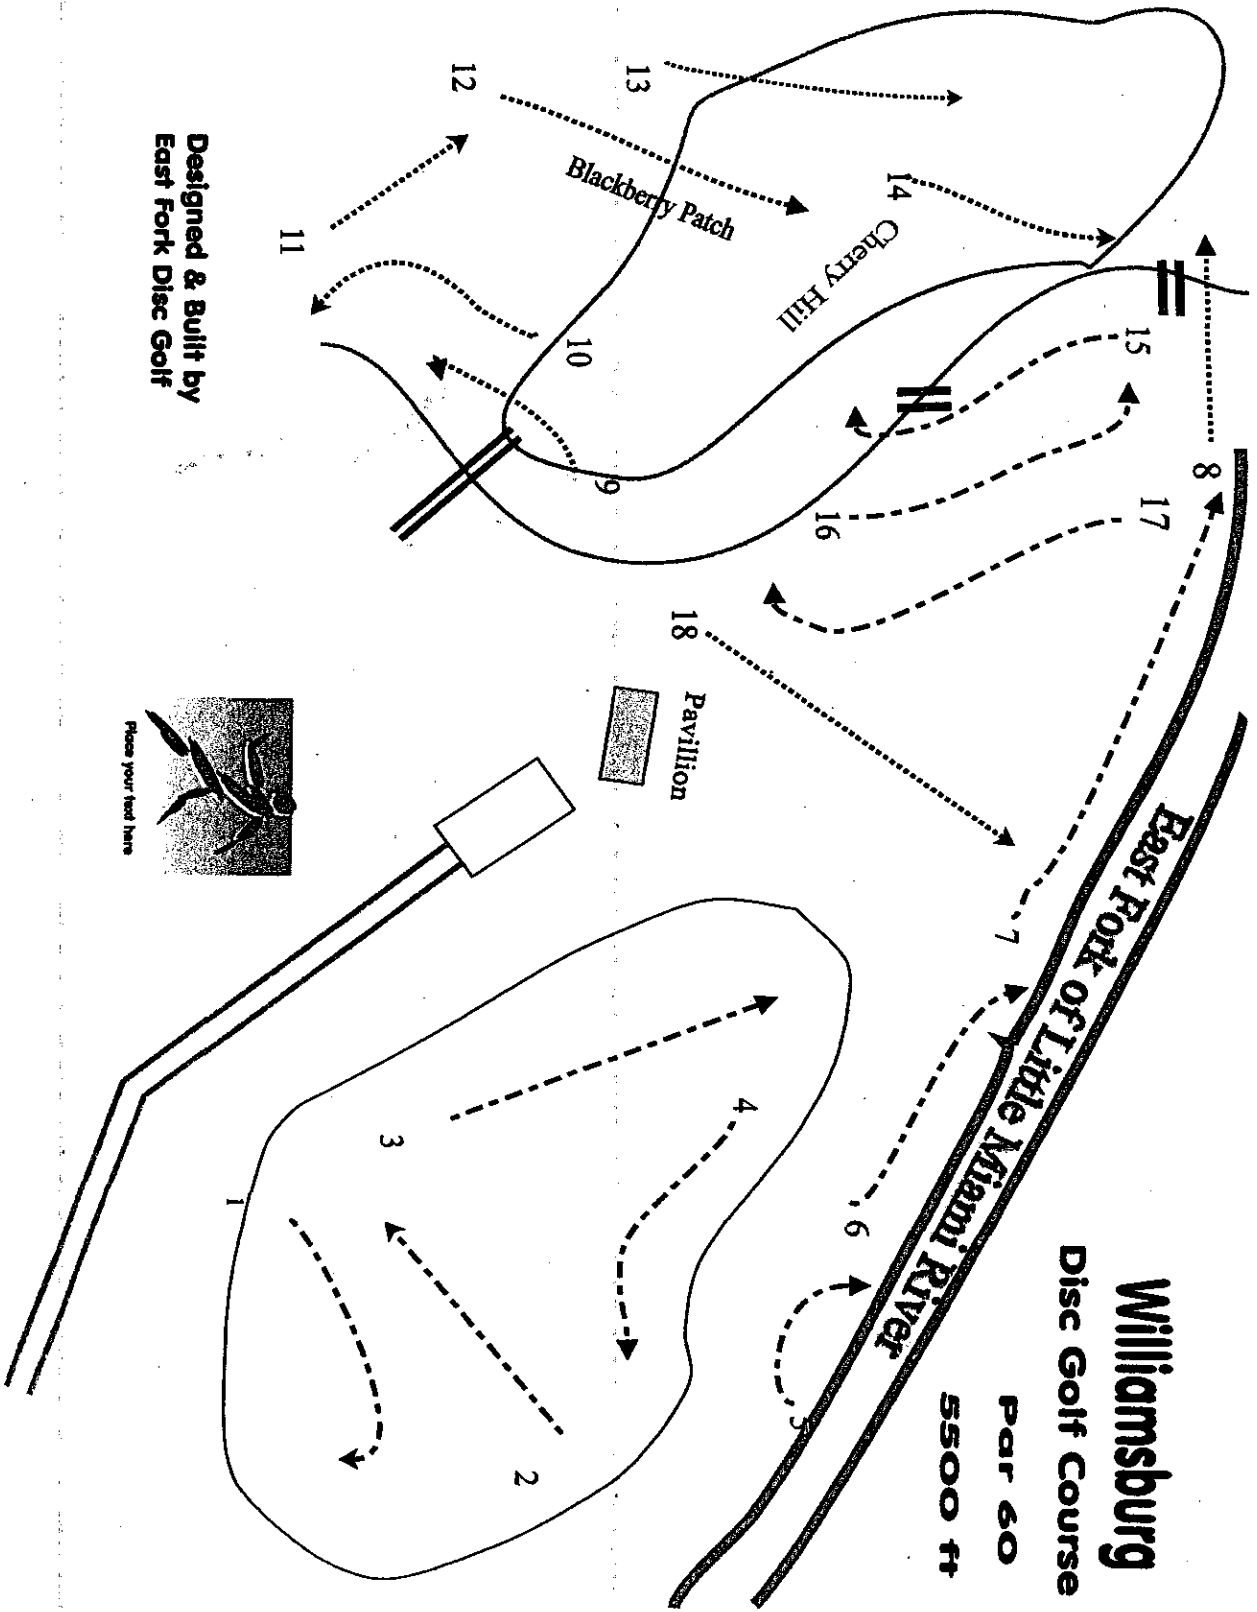 Williamsburg
Disc Golf Course
Par 60
5500 ft
East Fork of Little Miami River
8
15
17
14
Cherry Hill
16
13
Blackberry Patch
18
Pavillion
7
12
10
9
4
6
5
11
3
1
2
Designed & Built by
East Fork Disc Golf
Place your text here